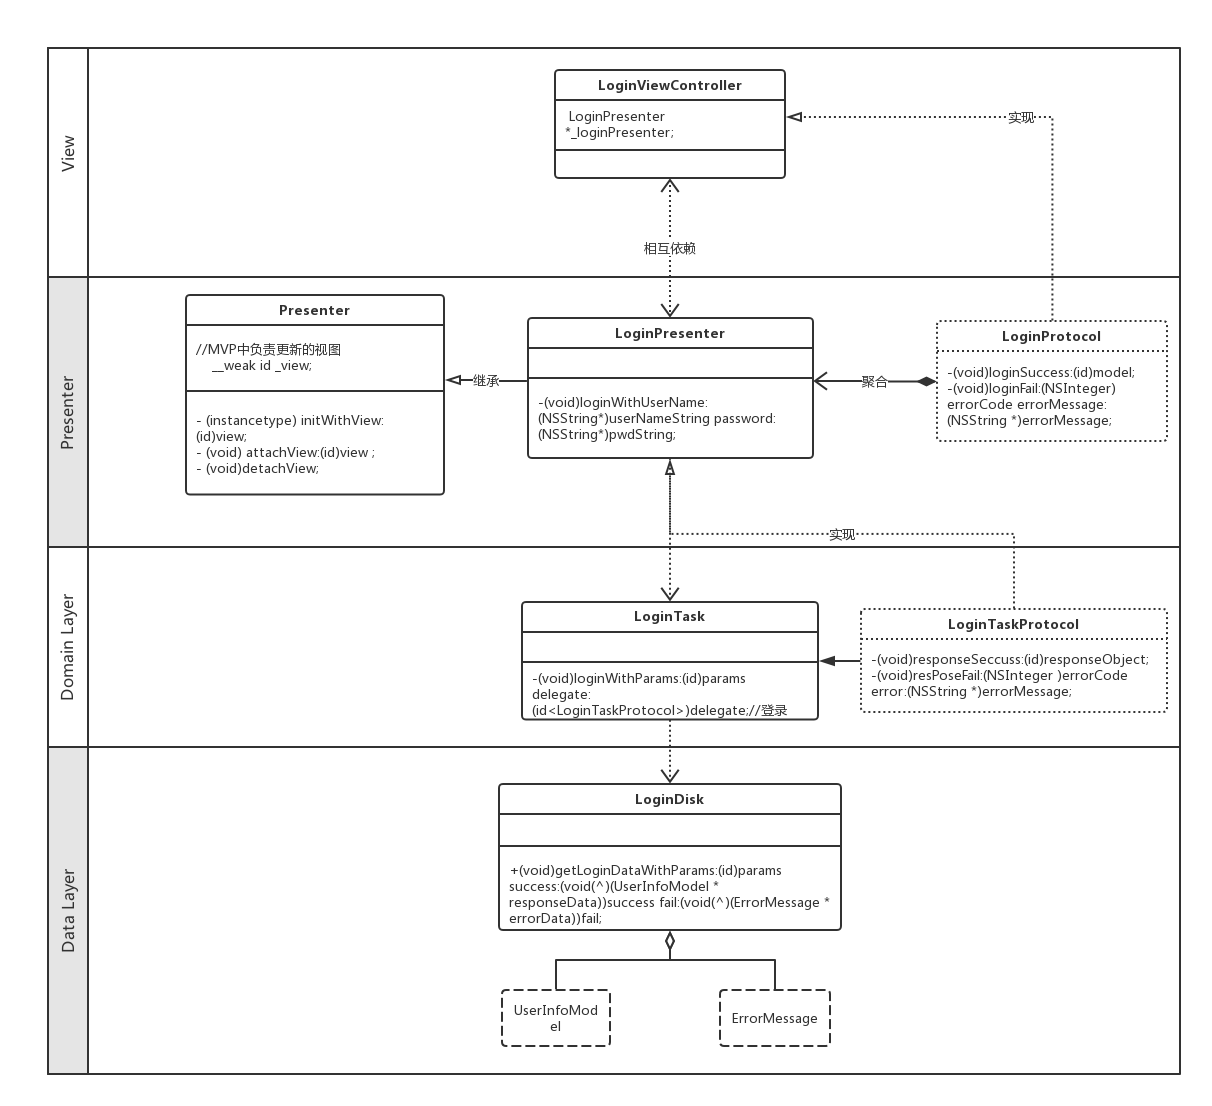 View
LoginViewController
LoginPresenter
*_loginPresenter;
实现
相互依赖
Presenter
Presenter
//MVP中负责更新的视图
__weak id _view;
- (instancetype) initWithView:
(id)view;
- (void) attachView:(id)view ;
- (void)detachView;
继承
LoginPresenter
-(void)loginWithUserName:
(NSString*)userNameString password:
(NSString*)pwdString;
聚合
LoginProtocol
-(void)loginSuccess:(id)model;
-(void)loginFail:(NSInteger)
errorCode errorMessage:
(NSString *)errorMessage;
实现
Domain Layer
LoginTask
-(void)loginWithParams:(id)params
delegate:
(id<LoginTaskProtocol>)delegate;//登录
LoginTaskProtocol
-(void)responseSeccuss:(id)responseObject;
-(void)resPoseFail:(NSInteger )errorCode
error:(NSString *)errorMessage;
Data Layer
LoginDisk
+(void)getLoginDataWithParams:(id)params
success:(void(^)(UserInfoModel *
responseData))success fail:(void(^)(ErrorMessage *
errorData))fail;
UserInfoMod
el
ErrorMessage